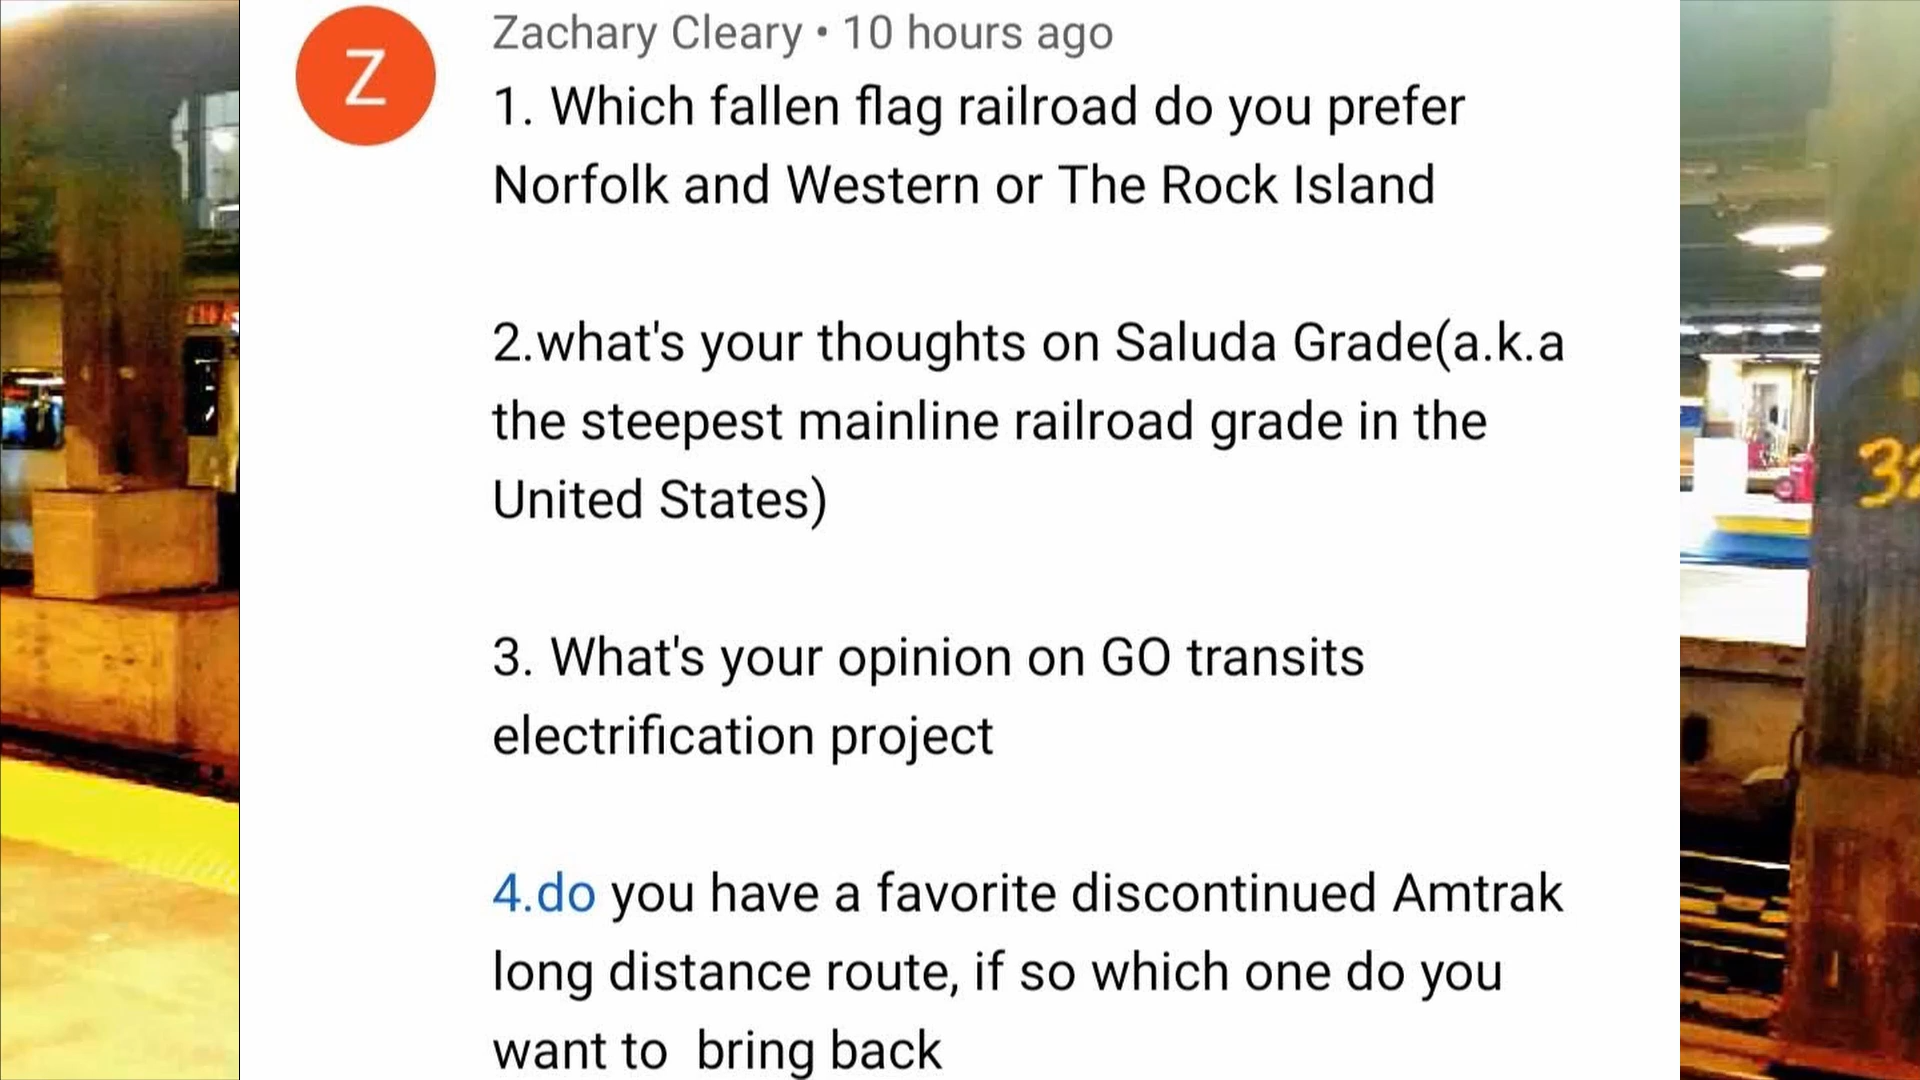 Z
Zachary Cleary • 10 hours ago
1. Which fallen flag railroad do you prefer
Norfolk and Western or The Rock Island
2.what's your thoughts on Saluda Grade(a.k.a
the steepest mainline railroad grade in the
United States)
3. What's your opinion on GO transits
electrification project
4.do you have a favorite discontinued Amtrak
long distance route, if so which one do you
want to  bring back